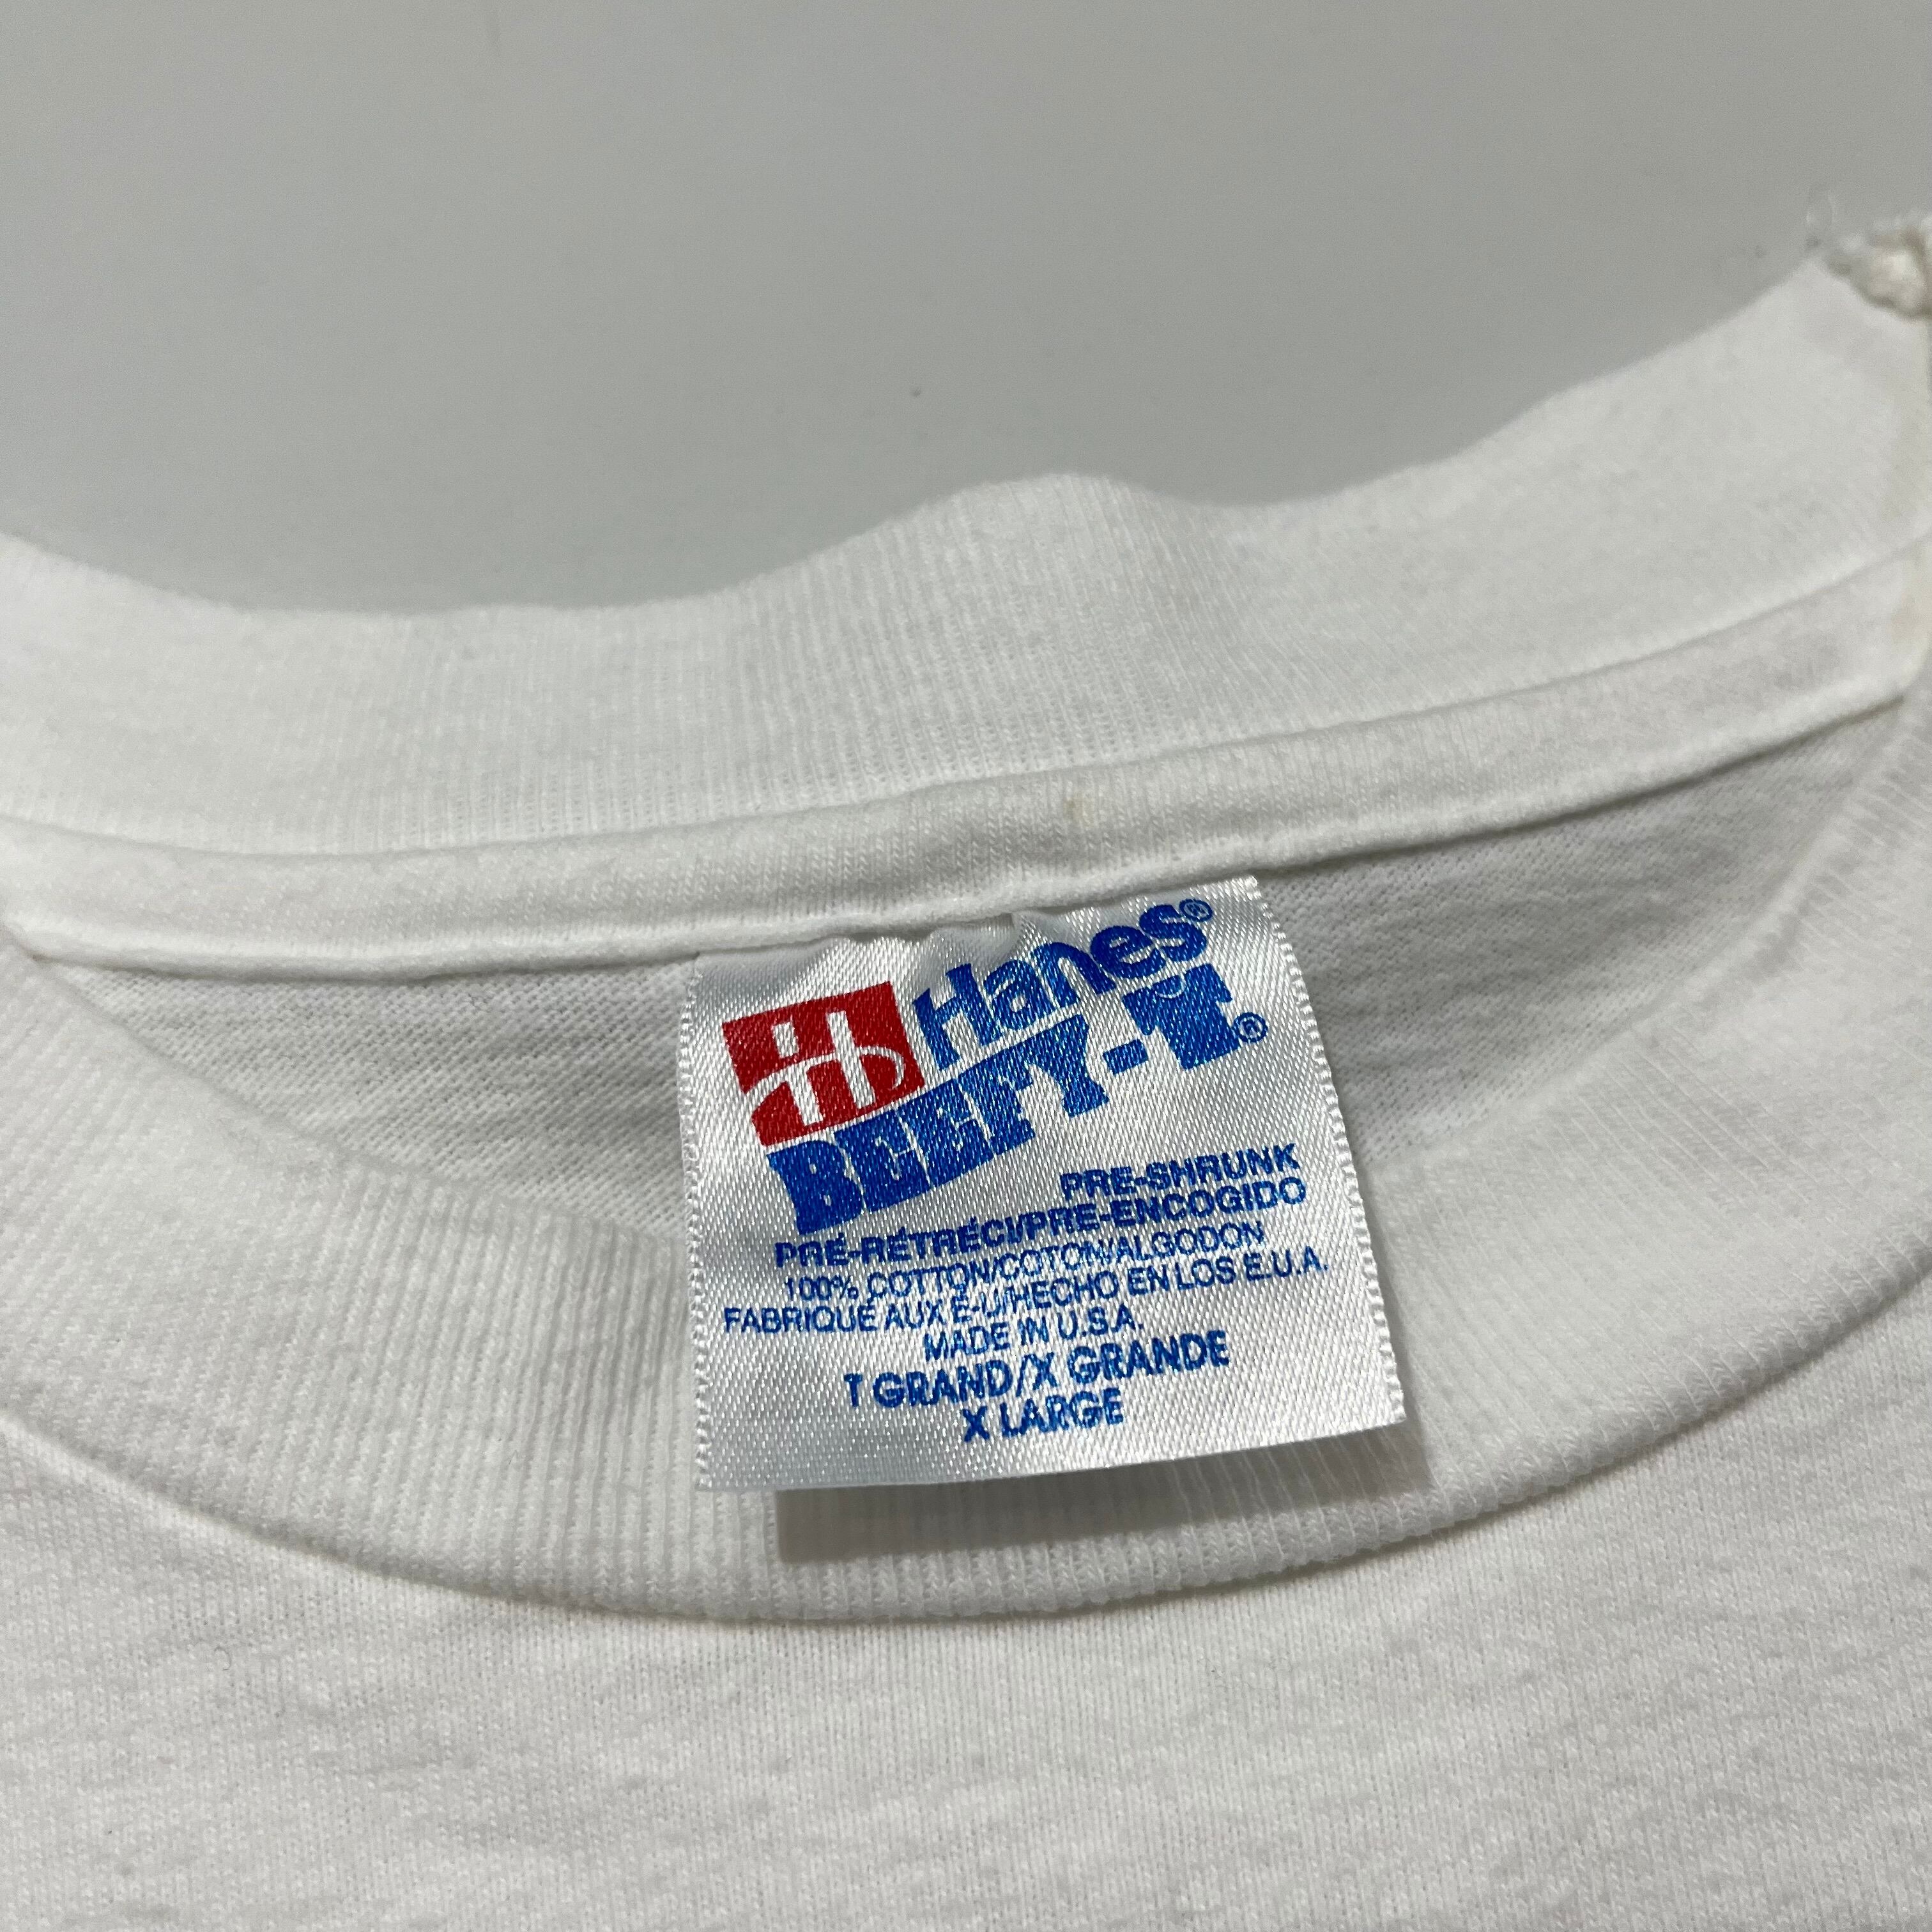 Hanes®
BEEFY-T®
PRE-SHRUNK
PRÉ-RÉTRÉCI/PRE-ENCOGIDO
100% COTTON/COTON/ALGODON
FABRIQUÉ AUX É-U/HECHO EN LOS E.U.A.
MADE IN U.S.A.
T GRAND/X GRANDE
X LARGE